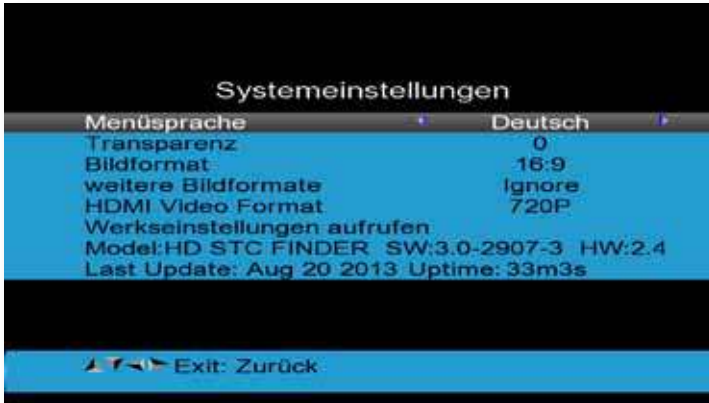 Systemeinstellungen
Menüsprache Deutsch
Transparenz 0
Bildformat 16:9
weitere Bildformate Ignore
HDMI Video Format 720P
Werkseinstellungen aufrufen
Model:HD STC FINDER SW:3.0-2907-3 HW:2.4
Last Update: Aug 20 2013 Uptime: 33m3s
Exit: Zurück